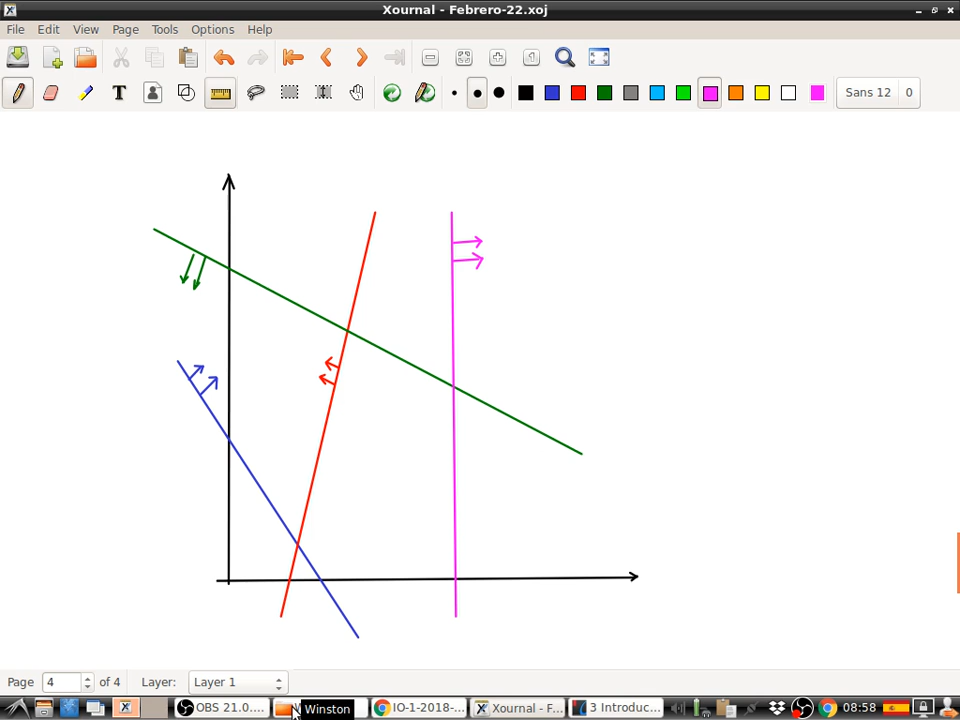 Xournal - Febrero-22.xoj
File Edit View Page Tools Options Help
T Sans 12 0
Page 4 of 4 Layer: Layer 1
OBS 21.0.... Winston IO-1-2018-... Xournal - F... 3 Introduc... 08:58